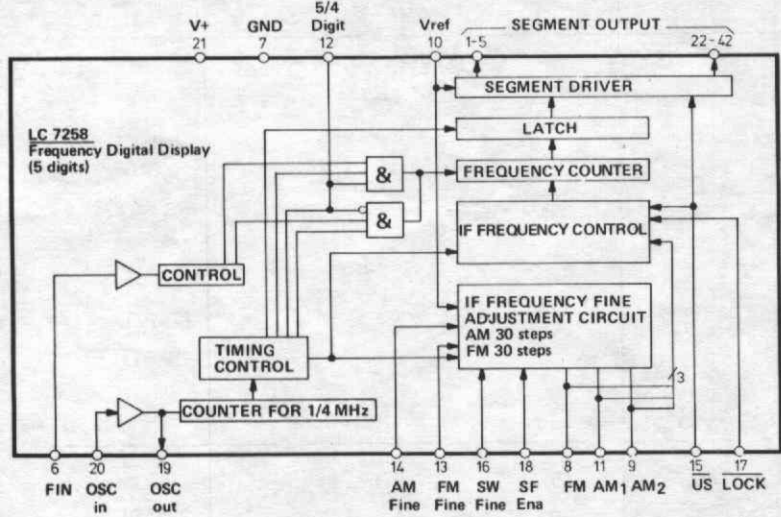 5/4
V+ GND Digit Vref SEGMENT OUTPUT
21 7 12 10 1-5 22-42
SEGMENT DRIVER
LC 7258
Frequency Digital Display
(5 digits)
LATCH
&
FREQUENCY COUNTER
&
IF FREQUENCY CONTROL
CONTROL
IF FREQUENCY FINE
ADJUSTMENT CIRCUIT
AM 30 steps
FM 30 steps
TIMING
CONTROL
3
COUNTER FOR 1/4 MHz
6 20 19 14 13 16 18 8 11 9 15 17
FIN OSC OSC AM FM SW SF FM AM1 AM2 US LOCK
in out Fine Fine Fine Ena